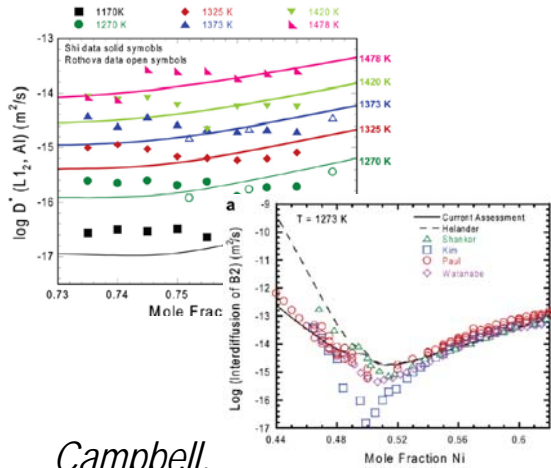 1170K 1325 K 1420 K
1270 K 1373 K 1478 K
-13
Shi data solid symobls
Rothova data open symbols
1478 K
-14
1420 K
1373 K
-15
1325 K
-16
1270 K
-17
log D* (L1₂, Al) (m²/s)
0.73 0.74 0.75
Mole Frac
a
T = 1273 K
Current Assessment
Helander
Shankar
Kim
Paul
Watanabe
-9
-10
-11
-12
-13
-14
-15
-16
-17
Log (Interdiffusion of B2) (m²/s)
0.44 0.48 0.52 0.56 0.6
Mole Fraction Ni
Campbell,